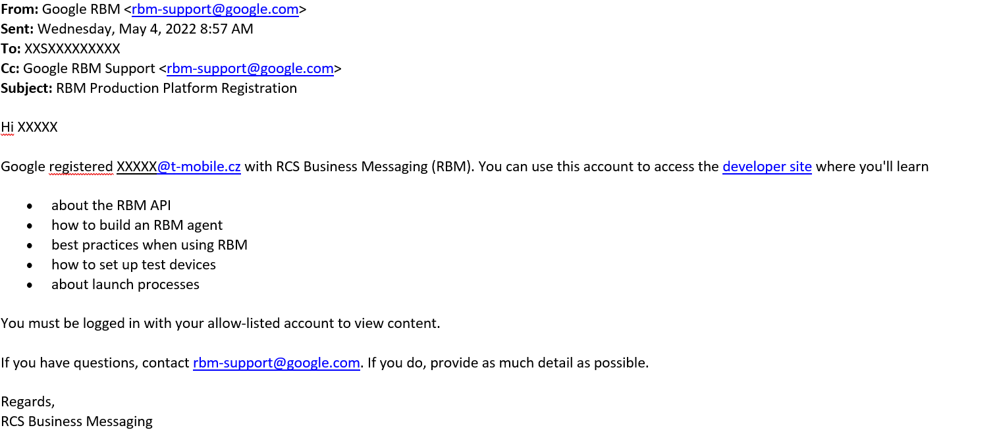 From: Google RBM <rbm-support@google.com>
Sent: Wednesday, May 4, 2022 8:57 AM
To: XXSXXXXXXXXX
Cc: Google RBM Support <rbm-support@google.com>
Subject: RBM Production Platform Registration
Hi XXXXX
Google registered XXXXX@t-mobile.cz with RCS Business Messaging (RBM). You can use this account to access the developer site where you'll learn
• about the RBM API
• how to build an RBM agent
• best practices when using RBM
• how to set up test devices
• about launch processes
You must be logged in with your allow-listed account to view content.
If you have questions, contact rbm-support@google.com. If you do, provide as much detail as possible.
Regards,
RCS Business Messaging